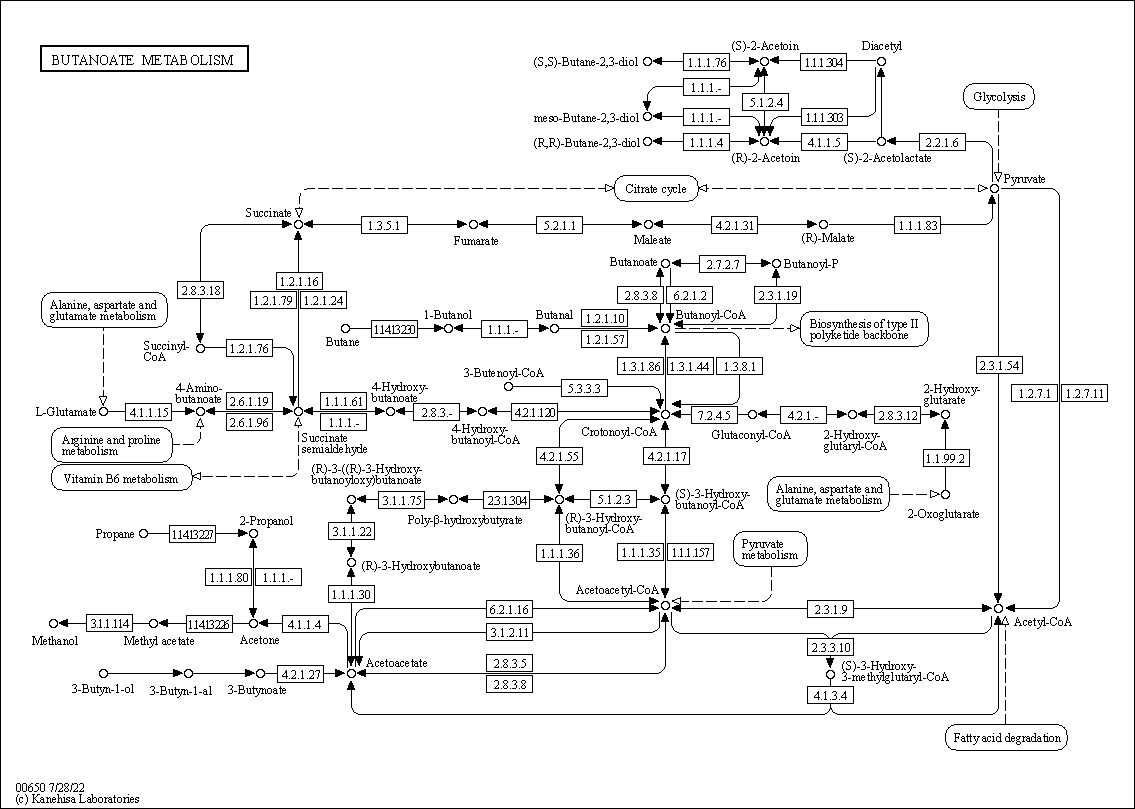 BUTANOATE METABOLISM
(S)-2-Acetoin
Diacetyl
(S,S)-Butane-2,3-diol
1.1.1.76
1.1.1.304
1.1.1.-
5.1.2.4
Glycolysis
meso-Butane-2,3-diol
1.1.1.-
1.1.1.303
(R,R)-Butane-2,3-diol
1.1.1.4
4.1.1.5
2.2.1.6
(R)-2-Acetoin
(S)-2-Acetolactate
Citrate cycle
Pyruvate
Succinate
1.3.5.1
5.2.1.1
4.2.1.31
1.1.1.83
Fumarate
Maleate
(R)-Malate
Butanoate
2.7.2.7
Butanoyl-P
2.8.3.18
1.2.1.16
1.2.1.79
1.2.1.24
2.8.3.8
6.2.1.2
2.3.1.19
Alanine, aspartate and
glutamate metabolism
1-Butanol
Butanal
1.2.1.10
Butanoyl-CoA
Butane
11413230
1.1.1.-
1.2.1.57
Biosynthesis of type II
polyketide backbone
Succinyl-
CoA
1.2.1.76
3-Butenoyl-CoA
1.3.1.86
1.3.1.44
1.3.8.1
2.3.1.54
4-Amino-
butanoate
4-Hydroxy-
butanoate
5.3.3.3
2-Hydroxy-
glutarate
1.2.7.1
1.2.7.11
L-Glutamate
4.1.1.15
2.6.1.19
2.6.1.96
1.1.1.61
1.1.1.-
2.8.3.-
4.2.1.120
7.2.4.5
4.2.1.-
2.8.3.12
Arginine and proline
metabolism
Succinate
semialdehyde
4-Hydroxy-
butanoyl-CoA
Crotonoyl-CoA
Glutaconyl-CoA
2-Hydroxy-
glutaryl-CoA
Vitamin B6 metabolism
4.2.1.55
4.2.1.17
1.1.99.2
(R)-3-((R)-3-Hydroxy-
butanoyloxy)butanoate
3.1.1.75
23.1304
5.1.2.3
(S)-3-Hydroxy-
butanoyl-CoA
Alanine, aspartate and
glutamate metabolism
Poly-β-hydroxybutyrate
(R)-3-Hydroxy-
butanoyl-CoA
2-Oxoglutarate
2-Propanol
Propane
11413227
3.1.1.22
1.1.1.36
1.1.1.35
1.1.1.157
Pyruvate
metabolism
(R)-3-Hydroxybutanoate
1.1.1.80
1.1.1.-
1.1.1.30
Acetoacetyl-CoA
6.2.1.16
2.3.1.9
3.1.1.114
11413226
4.1.1.4
3.1.2.11
Acetyl-CoA
Methanol
Methyl acetate
Acetone
2.3.3.10
Acetoacetate
2.8.3.5
2.8.3.8
(S)-3-Hydroxy-
3-methylglutaryl-CoA
4.2.1.27
3-Butyn-1-ol
3-Butyn-1-al
3-Butynoate
4.1.3.4
Fatty acid degradation
00650 7/28/22
(c) Kanehisa Laboratories